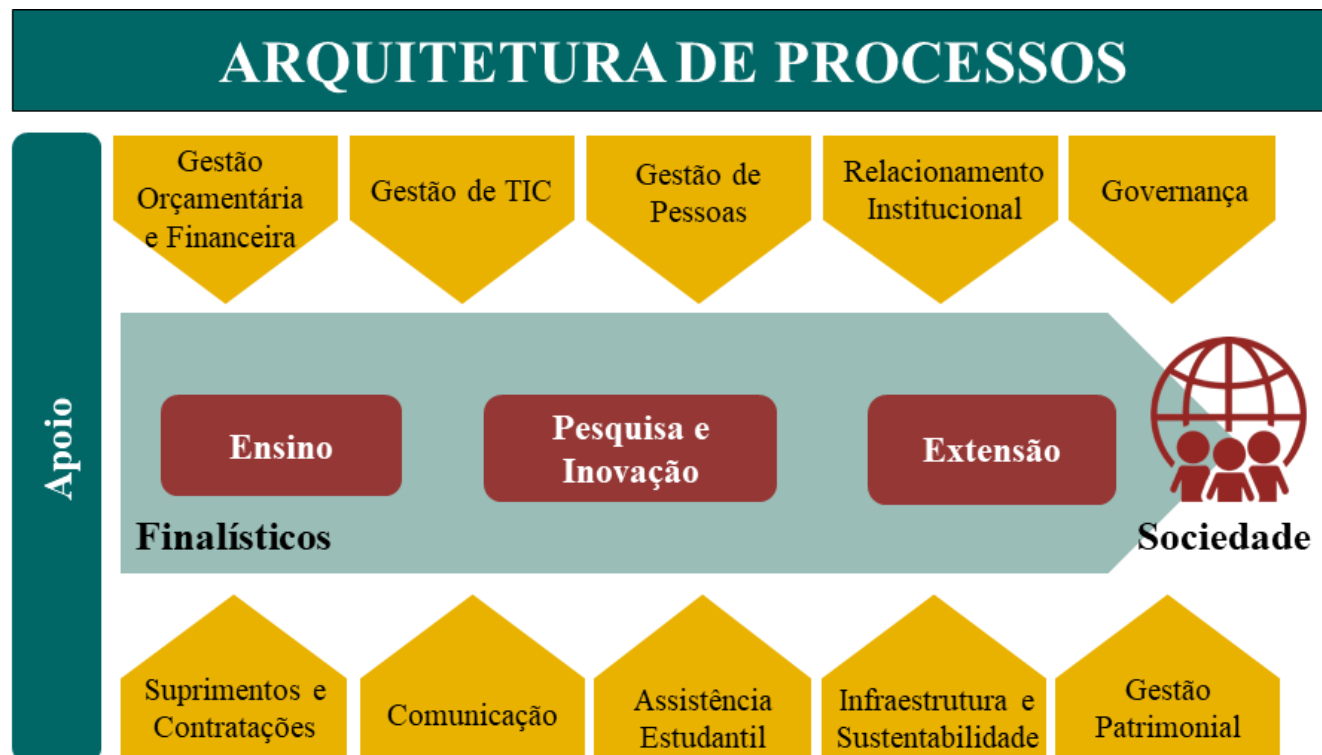 ARQUITETURA DE PROCESSOS
Apoio
Gestão
Orçamentária
e Financeira
Gestão de TIC
Gestão de
Pessoas
Relacionamento
Institucional
Governança
Ensino
Pesquisa e
Inovação
Extensão
Finalísticos
Sociedade
Suprimentos e
Contratações
Comunicação
Assistência
Estudantil
Infraestrutura e
Sustentabilidade
Gestão
Patrimonial